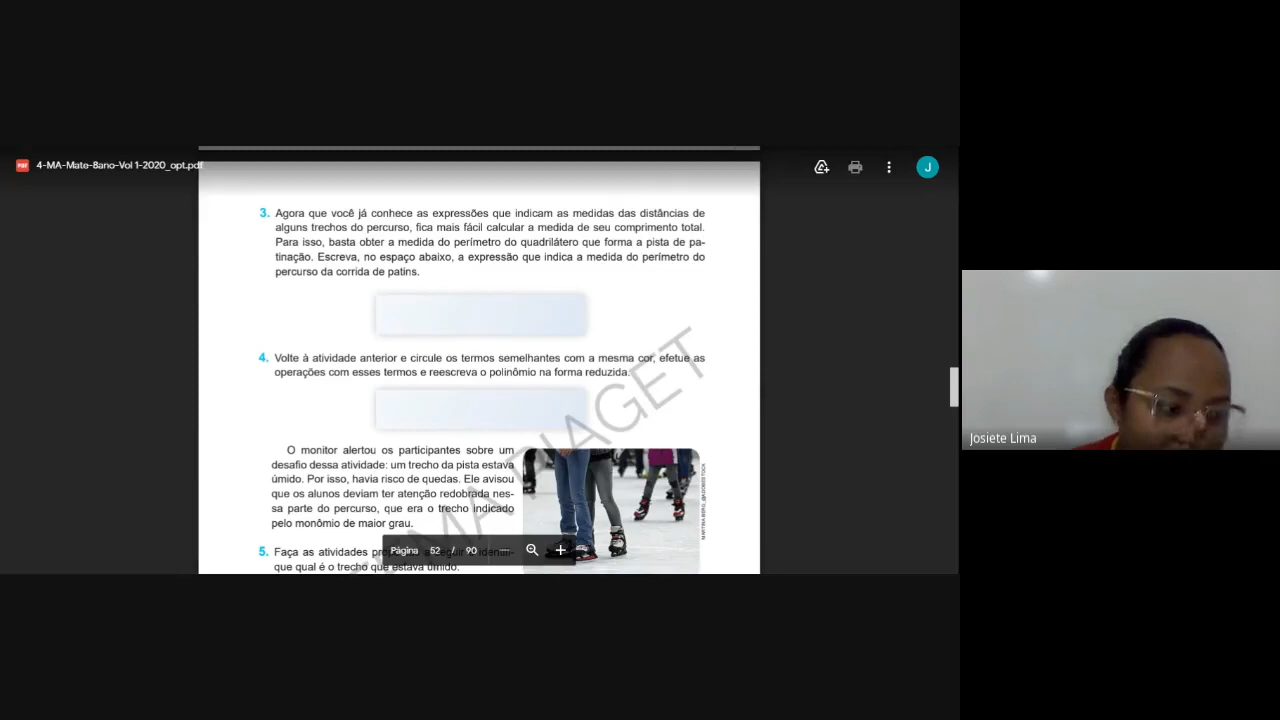 4-MA-Mate-8ano-Vol 1-2020_opt.pdf
J
3. Agora que você já conhece as expressões que indicam as medidas das distâncias de
alguns trechos do percurso, fica mais fácil calcular a medida de seu comprimento total.
Para isso, basta obter a medida do perímetro do quadrilátero que forma a pista de pa-
tinação. Escreva, no espaço abaixo, a expressão que indica a medida do perímetro do
percurso da corrida de patins.
4. Volte à atividade anterior e circule os termos semelhantes com a mesma cor, efetue as
operações com esses termos e reescreva o polinômio na forma reduzida.
O monitor alertou os participantes sobre um
desafio dessa atividade: um trecho da pista estava
úmido. Por isso, havia risco de quedas. Ele avisou
que os alunos deviam ter atenção redobrada nes-
sa parte do percurso, que era o trecho indicado
pelo monômio de maior grau.
5. Faça as atividades
que qual é o trecho que estava úmido.
Página 52 / 90
PIAGET
Josiete Lima